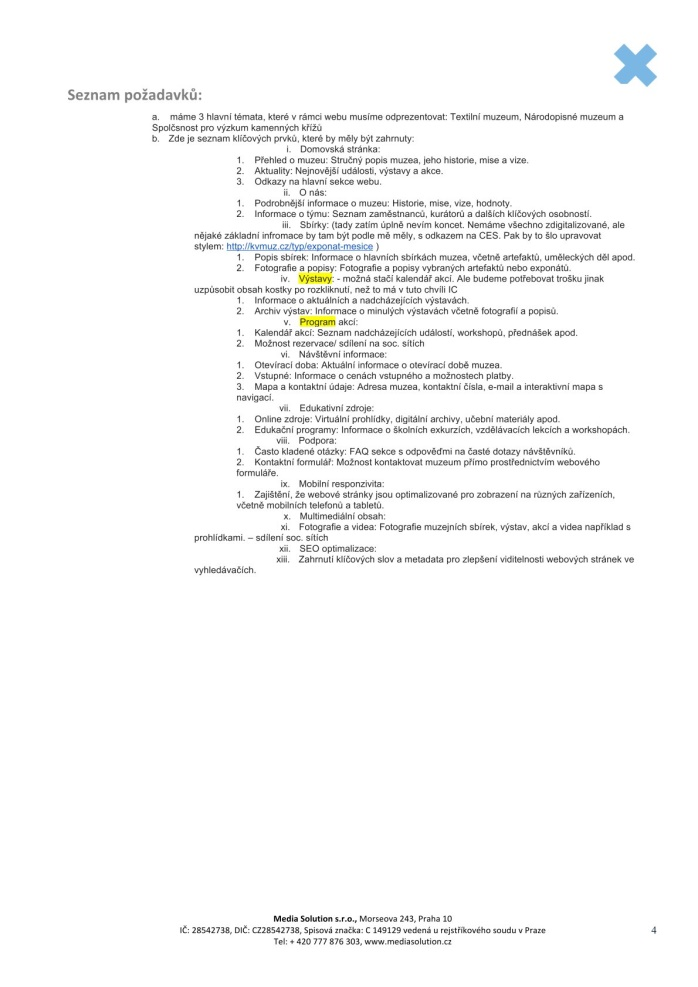 Seznam požadavků:
a. máme 3 hlavní témata, které v rámci webu musíme odprezentovat: Textilní muzeum, Národopisné muzeum a
Spolčsnost pro výzkum kamenných křížů
b. Zde je seznam klíčových prvků, které by měly být zahrnuty:
i. Domovská stránka:
1. Přehled o muzeu: Stručný popis muzea, jeho historie, mise a vize.
2. Aktuality: Nejnovější události, výstavy a akce.
3. Odkazy na hlavní sekce webu.
ii. O nás:
1. Podrobnější informace o muzeu: Historie, mise, vize, hodnoty.
2. Informace o týmu: Seznam zaměstnanců, kurátorů a dalších klíčových osobností.
iii. Sbírky: (tady zatím úplně nevím koncet. Nemáme všechno zdigitalizované, ale
nějaké základní infromace by tam být podle mě měly, s odkazem na CES. Pak by to šlo upravovat
stylem: http://kvmuz.cz/typ/exponat-mesice )
1. Popis sbírek: Informace o hlavních sbírkách muzea, včetně artefaktů, uměleckých děl apod.
2. Fotografie a popisy: Fotografie a popisy vybraných artefaktů nebo exponátů.
iv. Výstavy: - možná stačí kalendář akcí. Ale budeme potřebovat trošku jinak
uzpůsobit obsah kostky po rozkliknutí, než to má v tuto chvíli IC
1. Informace o aktuálních a nadcházejících výstavách.
2. Archiv výstav: Informace o minulých výstavách včetně fotografií a popisů.
v. Program akcí:
1. Kalendář akcí: Seznam nadcházejících událostí, workshopů, přednášek apod.
2. Možnost rezervace/ sdílení na soc. sítích
vi. Návštěvní informace:
1. Otevírací doba: Aktuální informace o otevírací době muzea.
2. Vstupné: Informace o cenách vstupného a možnostech platby.
3. Mapa a kontaktní údaje: Adresa muzea, kontaktní čísla, e-mail a interaktivní mapa s
navigací.
vii. Edukativní zdroje:
1. Online zdroje: Virtuální prohlídky, digitální archivy, učební materiály apod.
2. Edukační programy: Informace o školních exkurzích, vzdělávacích lekcích a workshopách.
viii. Podpora:
1. Často kladené otázky: FAQ sekce s odpověďmi na časté dotazy návštěvníků.
2. Kontaktní formulář: Možnost kontaktovat muzeum přímo prostřednictvím webového
formuláře.
ix. Mobilní responzivita:
1. Zajištění, že webové stránky jsou optimalizované pro zobrazení na různých zařízeních,
včetně mobilních telefonů a tabletů.
x. Multimediální obsah:
xi. Fotografie a videa: Fotografie muzejních sbírek, výstav, akcí a videa například s
prohlídkami. – sdílení soc. sítích
xii. SEO optimalizace:
xiii. Zahrnutí klíčových slov a metadata pro zlepšení viditelnosti webových stránek ve
vyhledávačích.
Media Solution s.r.o., Morseova 243, Praha 10
IČ: 28542738, DIČ: CZ28542738, Spisová značka: C 149129 vedená u rejstříkového soudu v Praze
4
Tel: + 420 777 876 303, www.mediasolution.cz